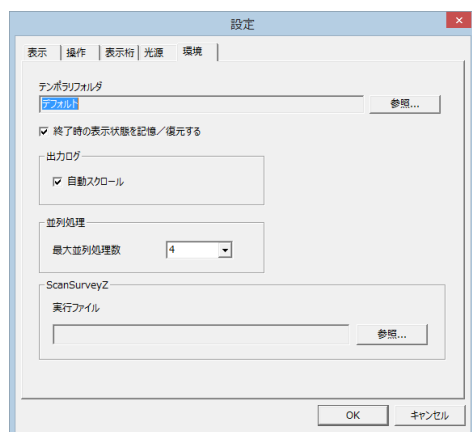 設定
表示 操作 表示桁 光源 環境
テンポラリフォルダ
デフォルト 参照...
終了時の表示状態を記憶／復元する
出力ログ
自動スクロール
並列処理
最大並列処理数 4
ScanSurveyZ
実行ファイル
参照...
OK キャンセル